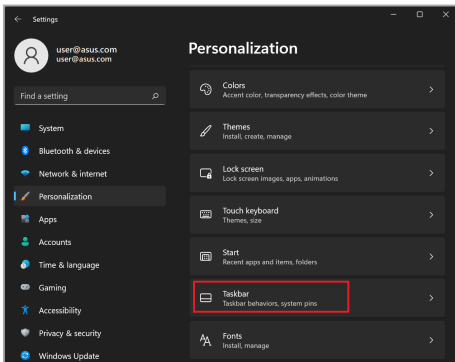 Settings
user@asus.com
user@asus.com
Find a setting
System
Bluetooth & devices
Network & internet
Personalization
Apps
Accounts
Time & language
Gaming
Accessibility
Privacy & security
Windows Update
Personalization
Colors
Accent color, transparency effects, color theme
Themes
Install, create, manage
Lock screen
Lock screen images, apps, animations
Touch keyboard
Themes, size
Start
Recent apps and items, folders
Taskbar
Taskbar behaviors, system pins
Fonts
Install, manage